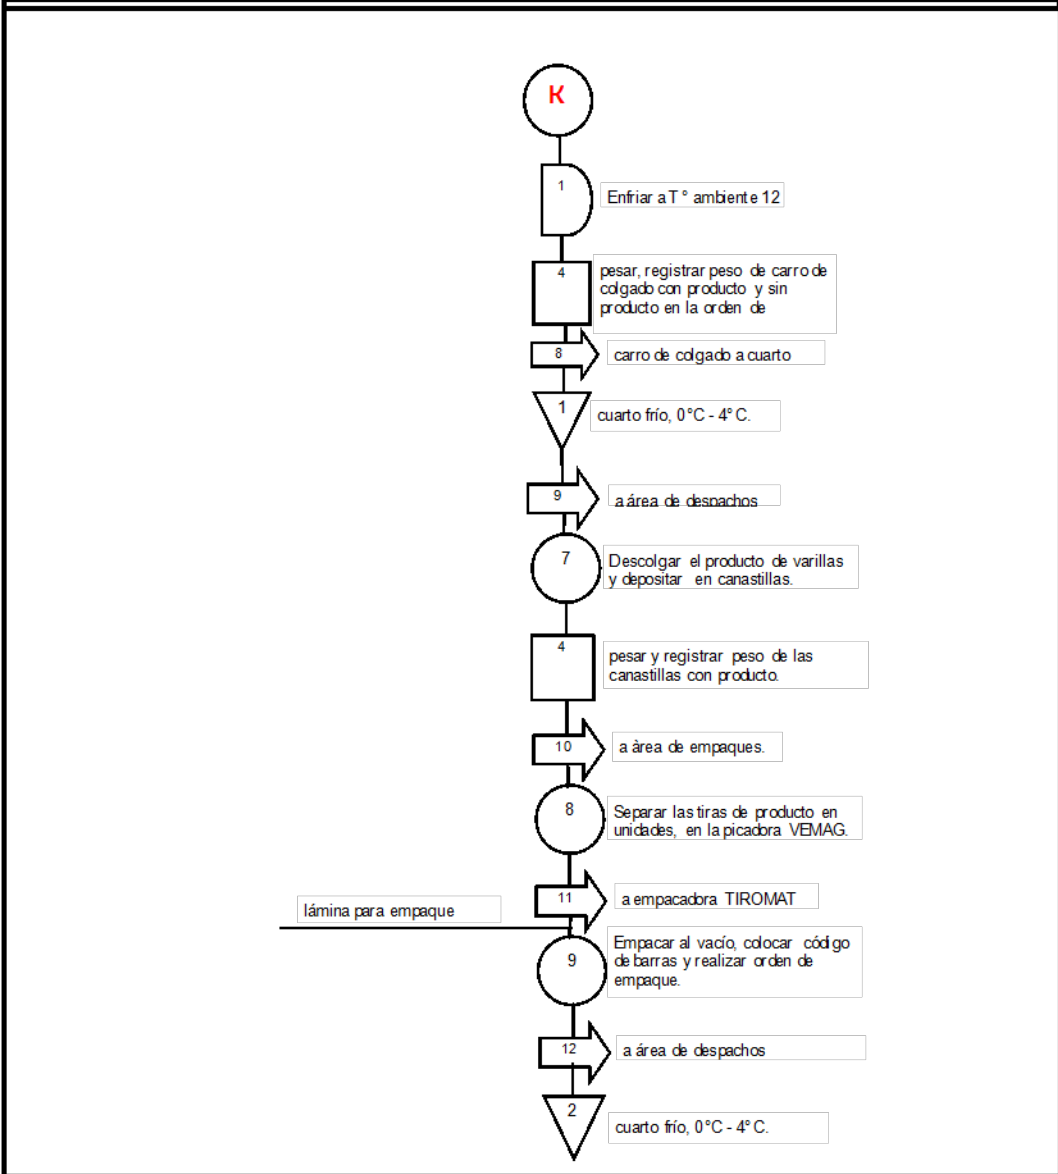 K
1
Enfriar a T° ambiente 12
4
pesar, registrar peso de carro de
colgado con producto y sin
producto en la orden de
8
carro de colgado a cuarto
1
cuarto frío, 0°C - 4°C.
9
a área de despachos
7
Descolgar el producto de varillas
y depositar en canastillas.
4
pesar y registrar peso de las
canastillas con producto.
10
a àrea de empaques.
8
Separar las tiras de producto en
unidades, en la picadora VEMAG.
11
a empacadora TIROMAT
lámina para empaque
9
Empacar al vacío, colocar código
de barras y realizar orden de
empaque.
12
a área de despachos
2
cuarto frío, 0°C - 4°C.